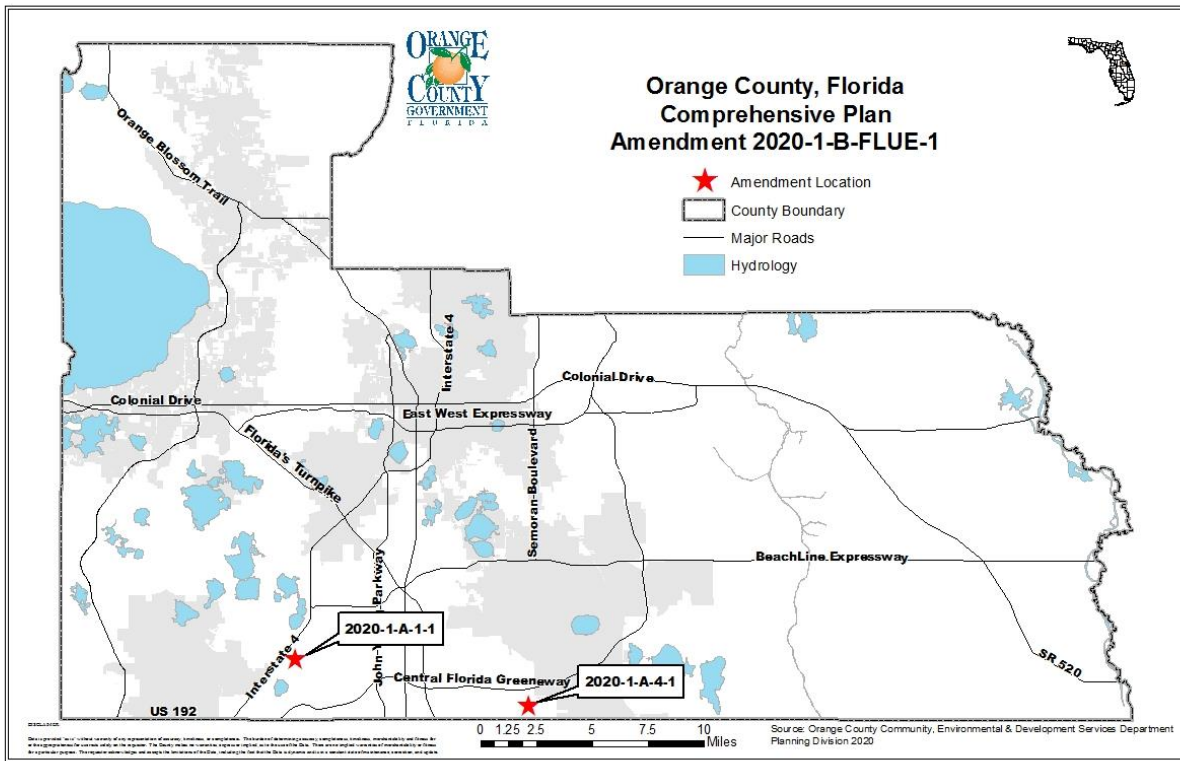 ORANGE
COUNTY
GOVERNMENT
FLORIDA
Orange County, Florida
Comprehensive Plan
Amendment 2020-1-B-FLUE-1
Amendment Location
County Boundary
Major Roads
Hydrology
Orange Blossom Trail
Interstate 4
Colonial Drive
Colonial Drive
East West Expressway
Florida's Turnpike
Semoran Boulevard
BeachLine Expressway
John Y Parkway
2020-1-A-1-1
Interstate 4
Central Florida Greeneway
2020-1-A-4-1
SR 520
US 192
0 1.25 2.5 5 7.5 10
Miles
Source: Orange County Community, Environmental & Development Services Department
Planning Division 2020